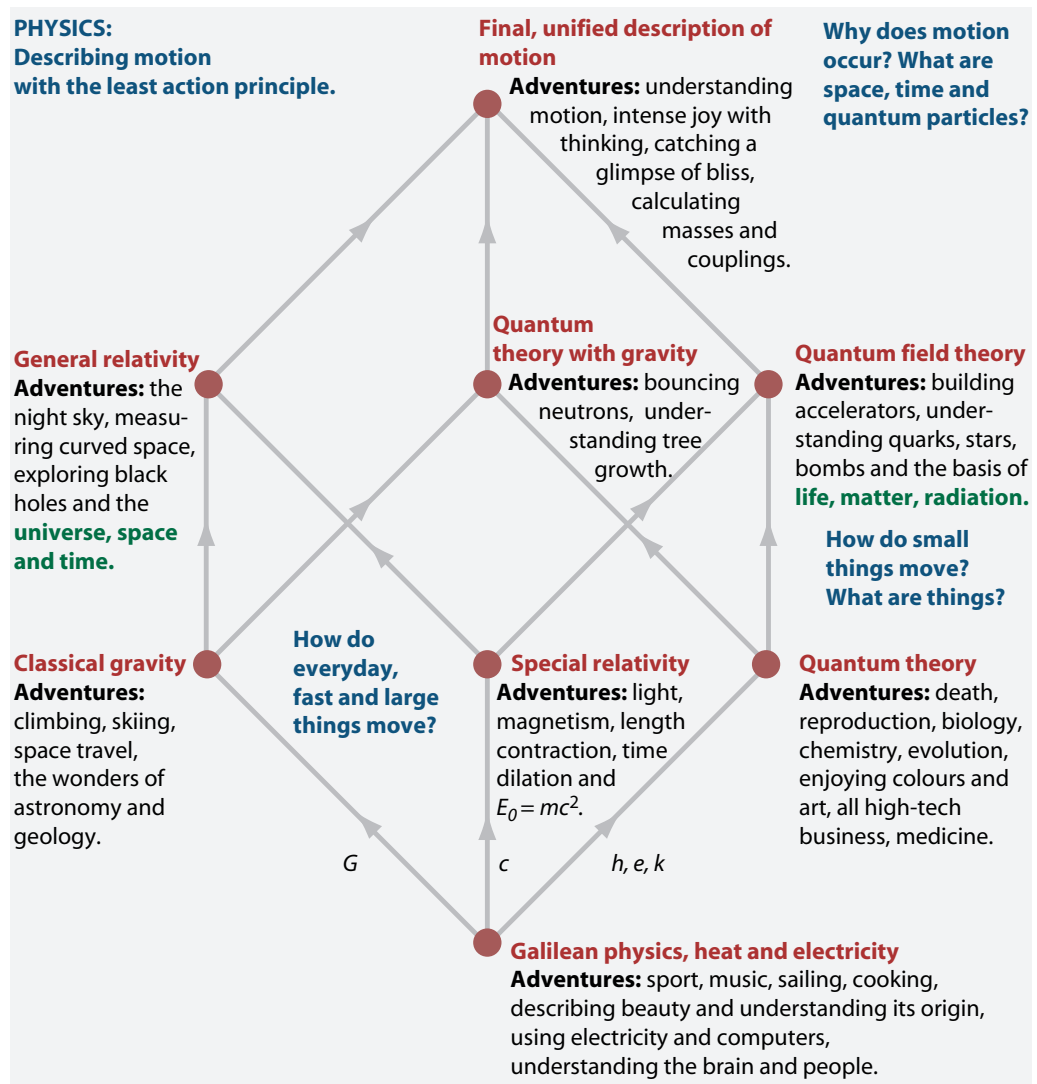 PHYSICS:
Describing motion
with the least action principle.
Final, unified description of
motion
Adventures: understanding
motion, intense joy with
thinking, catching a
glimpse of bliss,
calculating
masses and
couplings.
Why does motion
occur? What are
space, time and
quantum particles?
General relativity
Adventures: the
night sky, measu-
ring curved space,
exploring black
holes and the
universe, space
and time.
Quantum
theory with gravity
Adventures: bouncing
neutrons, under-
standing tree
growth.
Quantum field theory
Adventures: building
accelerators, under-
standing quarks, stars,
bombs and the basis of
life, matter, radiation.
How do small
things move?
What are things?
Classical gravity
Adventures:
climbing, skiing,
space travel,
the wonders of
astronomy and
geology.
How do
everyday,
fast and large
things move?
Special relativity
Adventures: light,
magnetism, length
contraction, time
dilation and
E₀ = mc².
Quantum theory
Adventures: death,
reproduction, biology,
chemistry, evolution,
enjoying colours and
art, all high-tech
business, medicine.
G
c
h, e, k
Galilean physics, heat and electricity
Adventures: sport, music, sailing, cooking,
describing beauty and understanding its origin,
using electricity and computers,
understanding the brain and people.